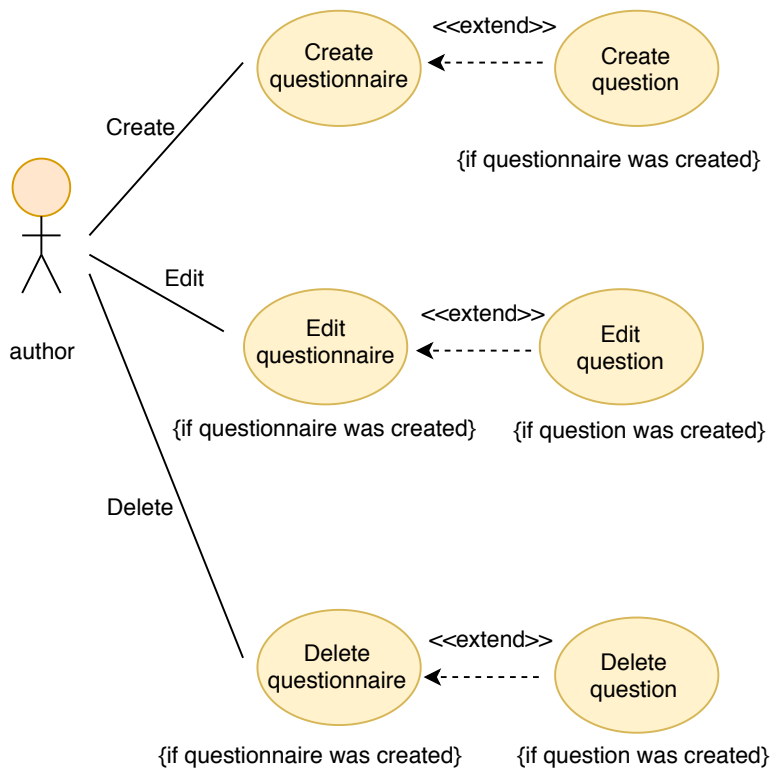 <<extend>>
Create
questionnaire
Create
question
Create
{if questionnaire was created}
Edit
<<extend>>
Edit
questionnaire
Edit
question
author
{if questionnaire was created}
{if question was created}
Delete
<<extend>>
Delete
questionnaire
Delete
question
{if questionnaire was created}
{if question was created}